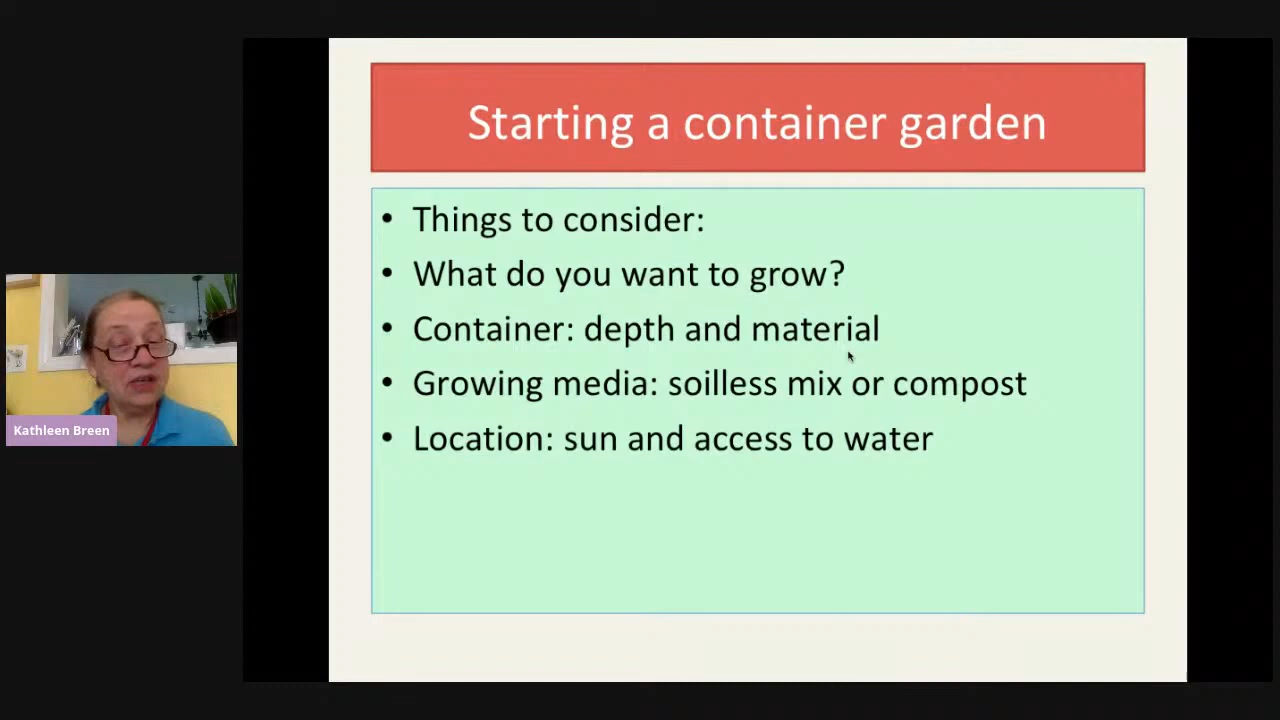 Starting a container garden
• Things to consider:
• What do you want to grow?
• Container: depth and material
• Growing media: soilless mix or compost
• Location: sun and access to water
Kathleen Breen